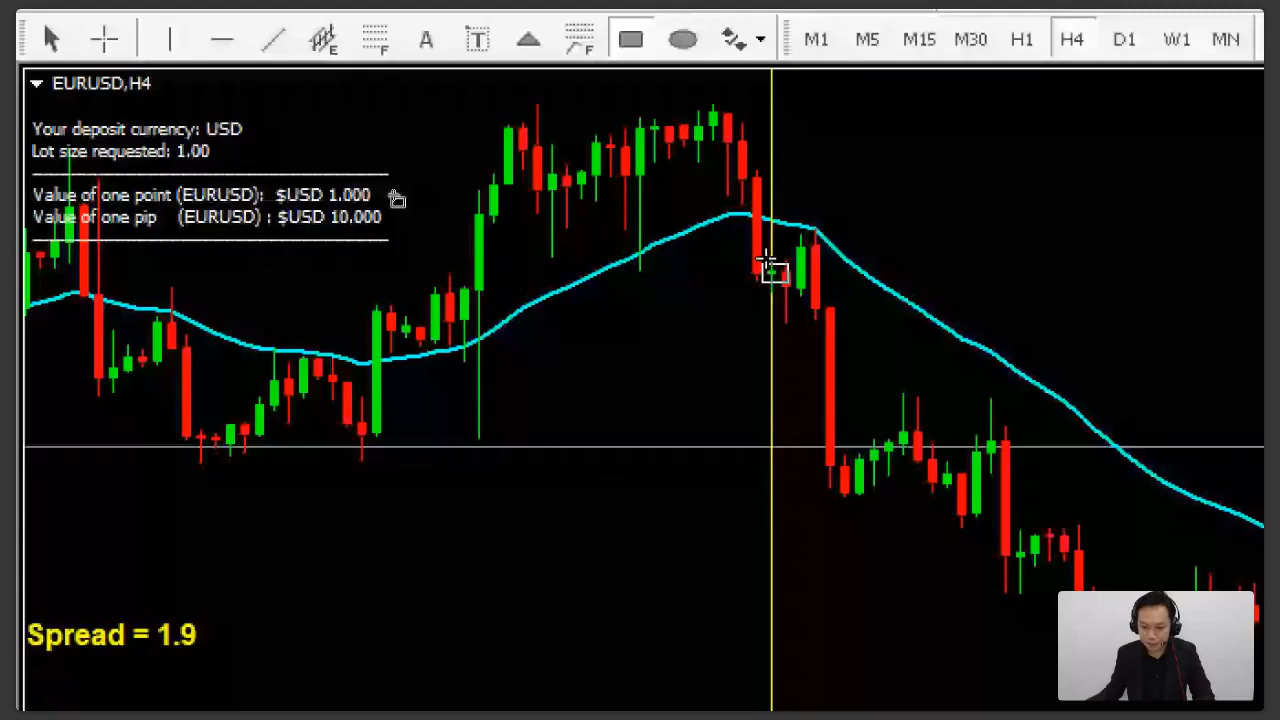 E F A T F M1 M5 M15 M30 H1 H4 D1 W1 MN
EURUSD,H4
Your deposit currency: USD
Lot size requested: 1.00
Value of one point (EURUSD): $USD 1.000
Value of one pip (EURUSD) : $USD 10.000
Spread = 1.9